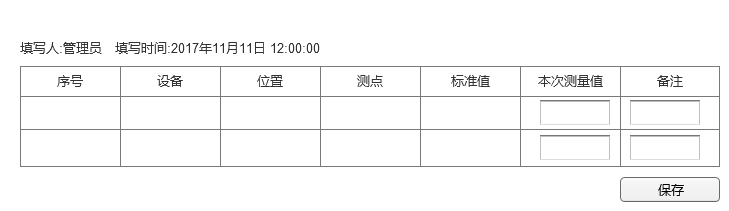 填写人:管理员 填写时间:2017年11月11日 12:00:00
序号 设备 位置 测点 标准值 本次测量值 备注
保存